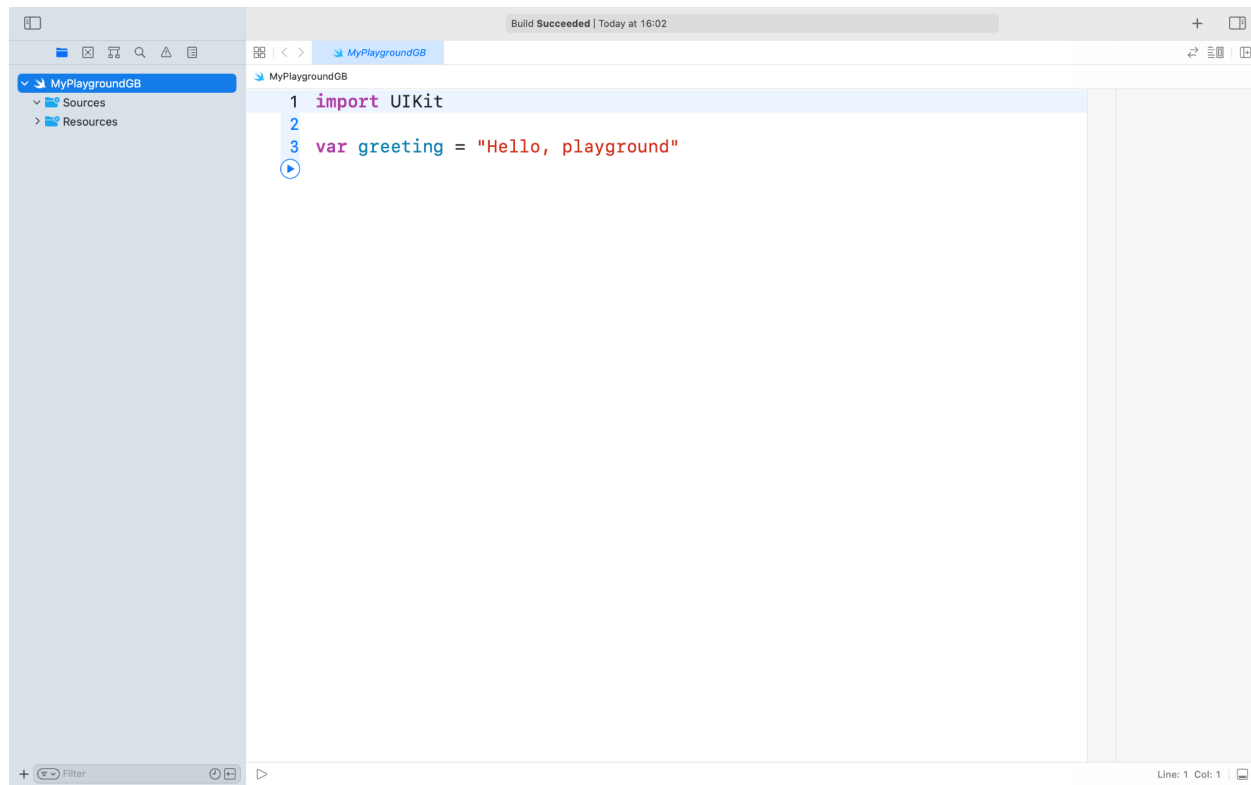 Build Succeeded | Today at 16:02
MyPlaygroundGB
MyPlaygroundGB
Sources
Resources
MyPlaygroundGB
1 import UIKit
2
3 var greeting = "Hello, playground"
Filter
Line: 1 Col: 1